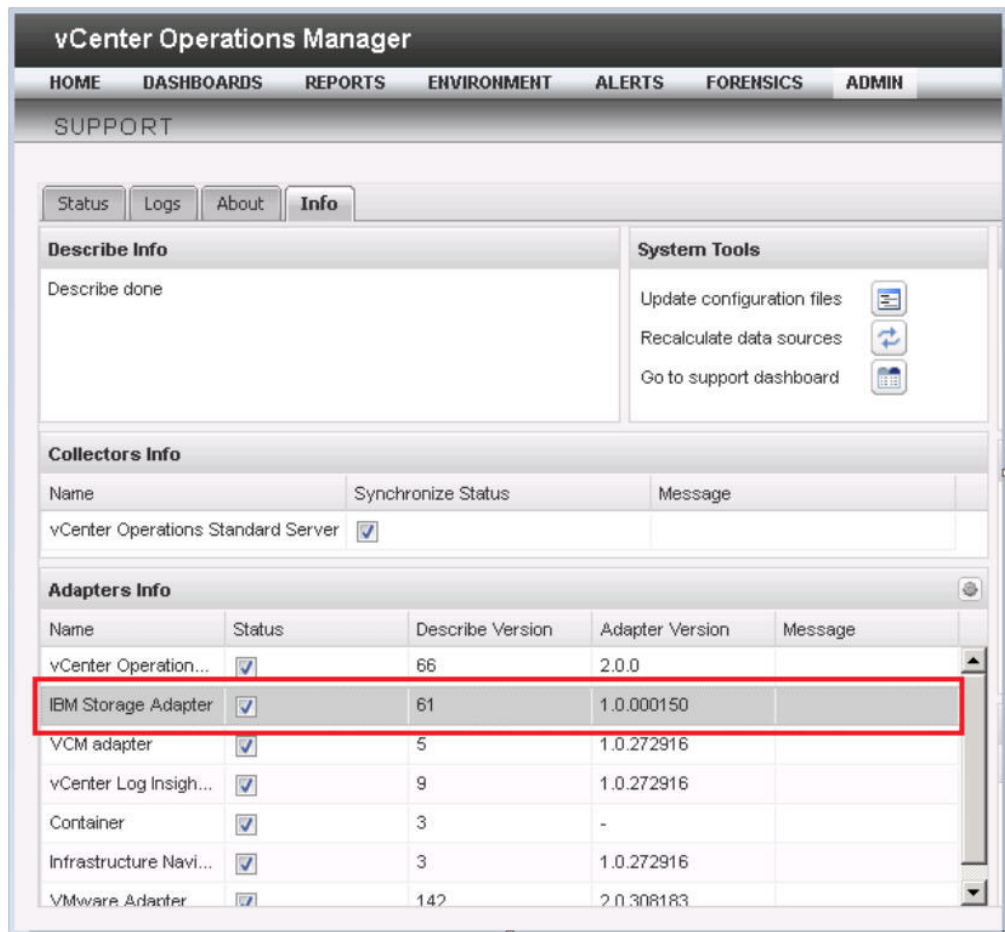 vCenter Operations Manager
HOME DASHBOARDS REPORTS ENVIRONMENT ALERTS FORENSICS ADMIN
SUPPORT
Status Logs About Info
Describe Info
Describe done
System Tools
Update configuration files
Recalculate data sources
Go to support dashboard
Collectors Info
Name Synchronize Status Message
vCenter Operations Standard Server
Adapters Info
Name Status Describe Version Adapter Version Message
vCenter Operation... 66 2.0.0
IBM Storage Adapter 61 1.0.000150
VCM adapter 5 1.0.272916
vCenter Log Insigh... 9 1.0.272916
Container 3 -
Infrastructure Navi... 3 1.0.272916
VMware Adapter 142 2.0.308183